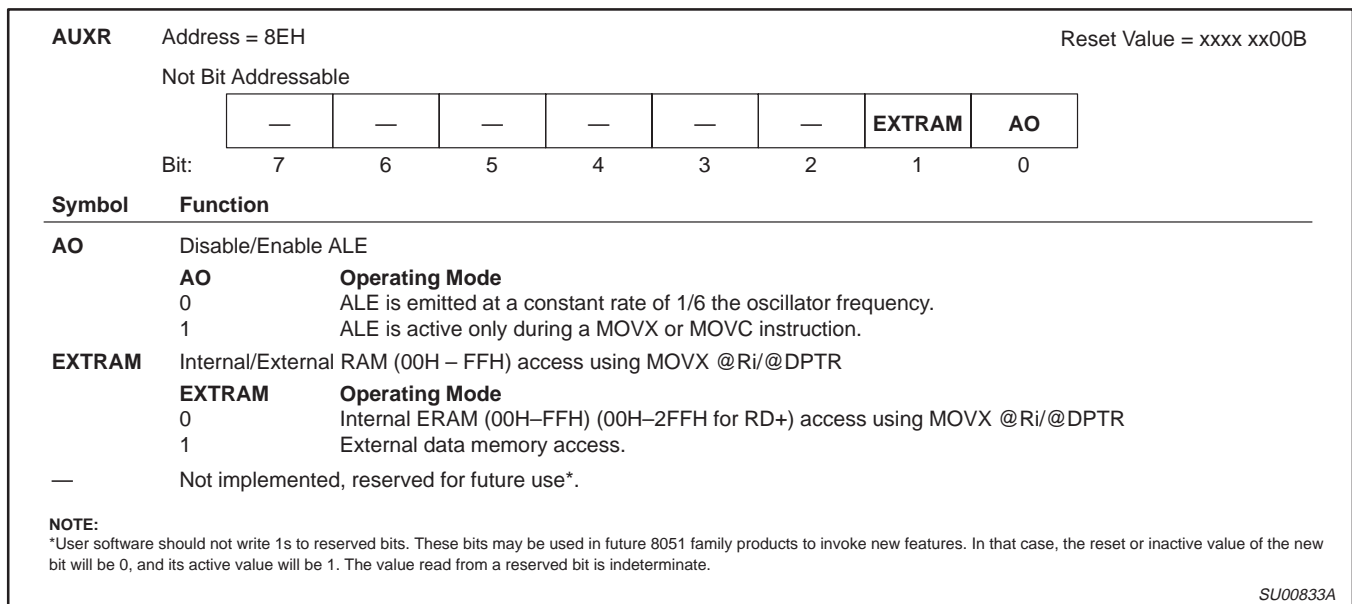 AUXR Address = 8EH Reset Value = xxxx xx00B
Not Bit Addressable
— — — — — — EXTRAM AO
Bit: 7 6 5 4 3 2 1 0
Symbol Function
AO Disable/Enable ALE
AO Operating Mode
0 ALE is emitted at a constant rate of 1/6 the oscillator frequency.
1 ALE is active only during a MOVX or MOVC instruction.
EXTRAM Internal/External RAM (00H – FFH) access using MOVX @Ri/@DPTR
EXTRAM Operating Mode
0 Internal ERAM (00H–FFH) (00H–2FFH for RD+) access using MOVX @Ri/@DPTR
1 External data memory access.
— Not implemented, reserved for future use*.
NOTE:
*User software should not write 1s to reserved bits. These bits may be used in future 8051 family products to invoke new features. In that case, the reset or inactive value of the new
bit will be 0, and its active value will be 1. The value read from a reserved bit is indeterminate.
SU00833A